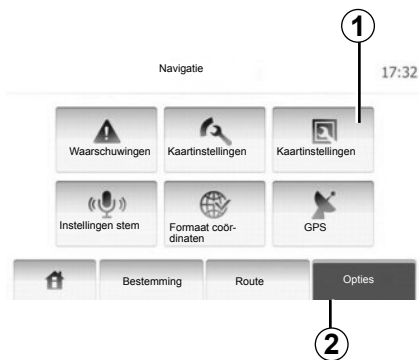 1
Navigatie
17:32
Waarschuwingen
Kaartinstellingen
Kaartinstellingen
Instellingen stem
Formaat coör-
dinaten
GPS
Bestemming
Route
Opties
2